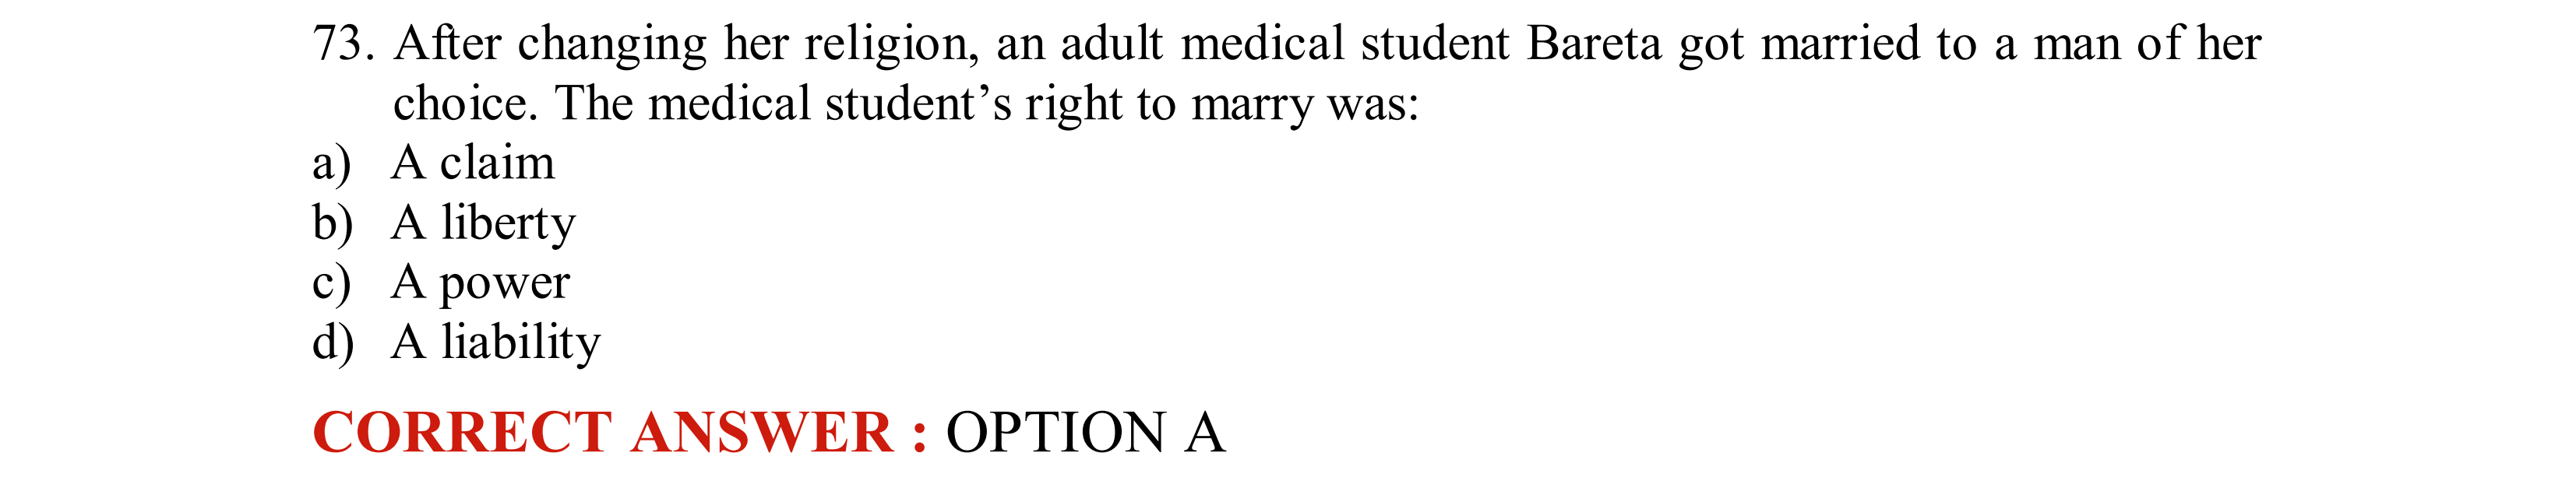 73. After changing her religion, an adult medical student Bareta got married to a man of her
choice. The medical student’s right to marry was:
a) A claim
b) A liberty
c) A power
d) A liability
CORRECT ANSWER : OPTION A